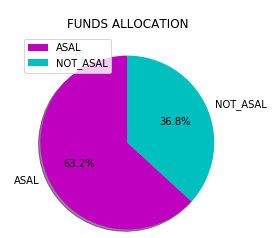 FUNDS ALLOCATION
ASAL
NOT_ASAL
NOT_ASAL
36.8%
63.2%
ASAL